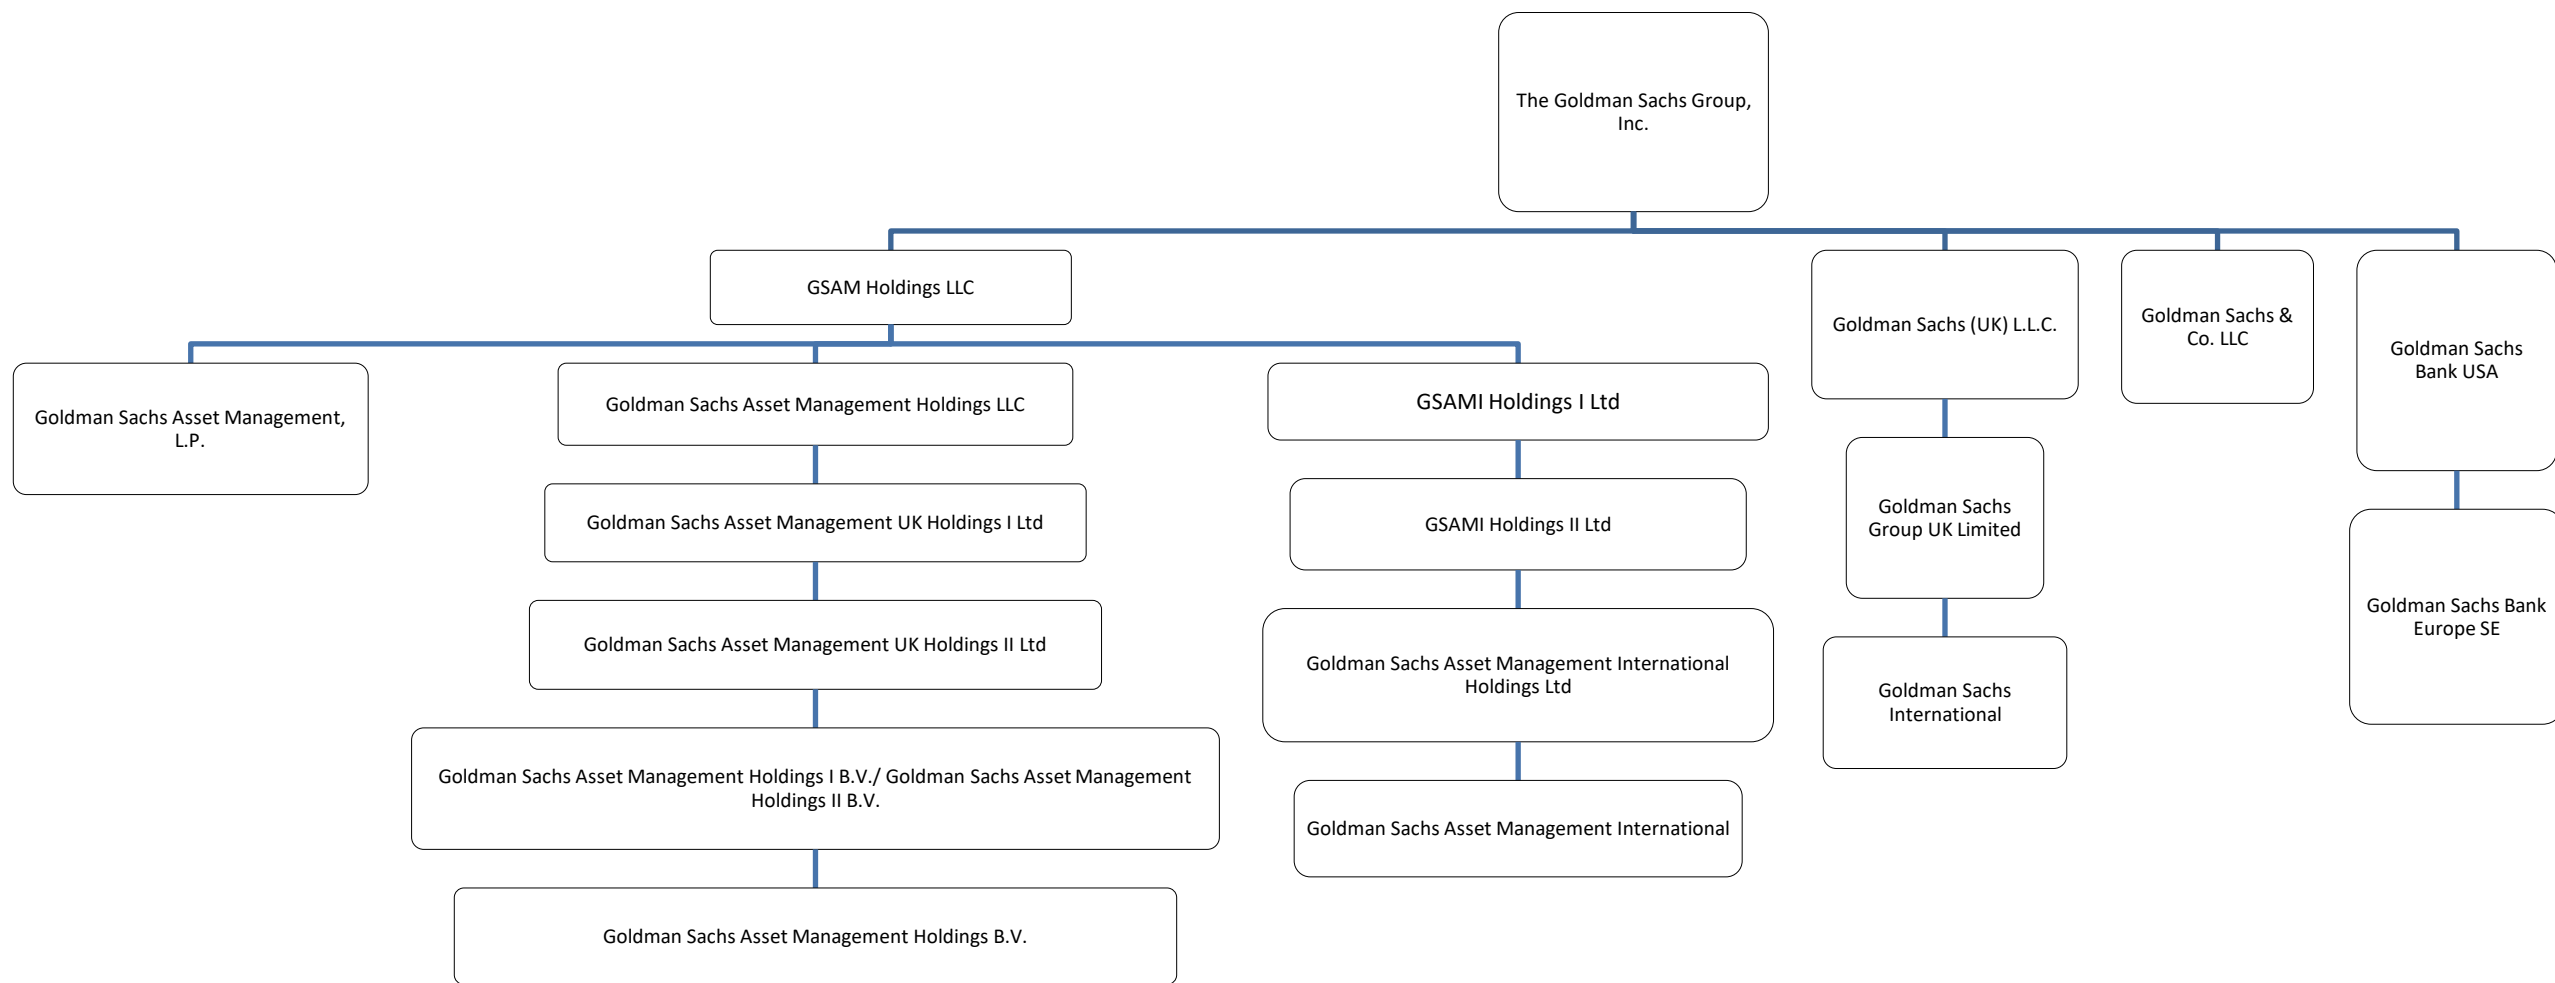 The Goldman Sachs Group,
Inc.
GSAM Holdings LLC
Goldman Sachs (UK) L.L.C.
Goldman Sachs &
Co. LLC
Goldman Sachs
Bank USA
Goldman Sachs Asset Management,
L.P.
Goldman Sachs Asset Management Holdings LLC
GSAMI Holdings I Ltd
Goldman Sachs Asset Management UK Holdings I Ltd
GSAMI Holdings II Ltd
Goldman Sachs
Group UK Limited
Goldman Sachs Bank
Europe SE
Goldman Sachs Asset Management UK Holdings II Ltd
Goldman Sachs Asset Management International
Holdings Ltd
Goldman Sachs
International
Goldman Sachs Asset Management Holdings I B.V./ Goldman Sachs Asset Management
Holdings II B.V.
Goldman Sachs Asset Management International
Goldman Sachs Asset Management Holdings B.V.